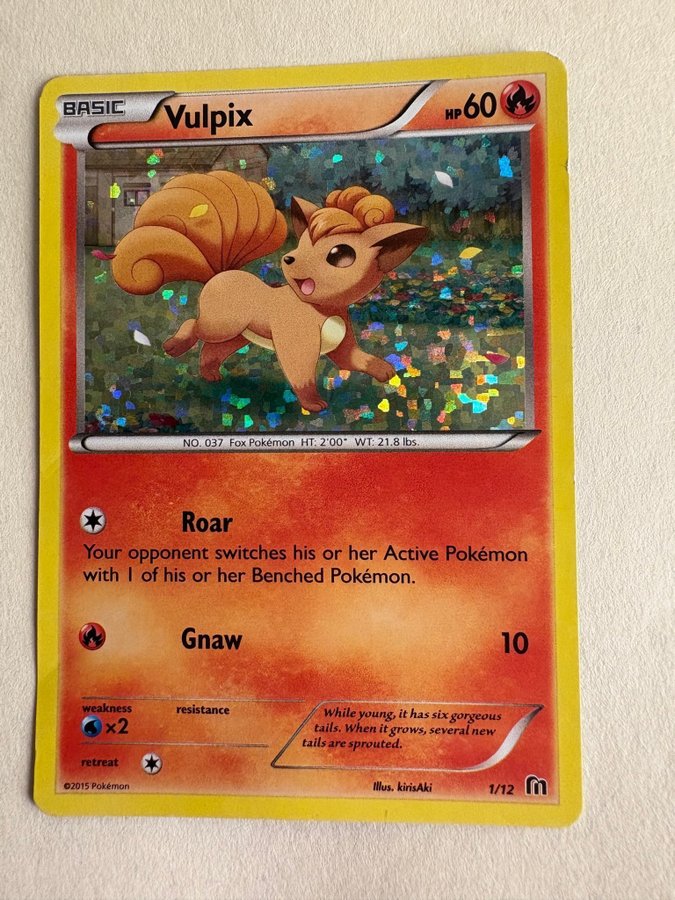 BASIC Vulpix HP60
NO. 037 Fox Pokémon HT: 2'00" WT: 21.8 lbs.
Roar
Your opponent switches his or her Active Pokémon
with 1 of his or her Benched Pokémon.
Gnaw 10
weakness resistance
×2
retreat
While young, it has six gorgeous
tails. When it grows, several new
tails are sprouted.
©2015 Pokémon Illus. kirisAki 1/12 m